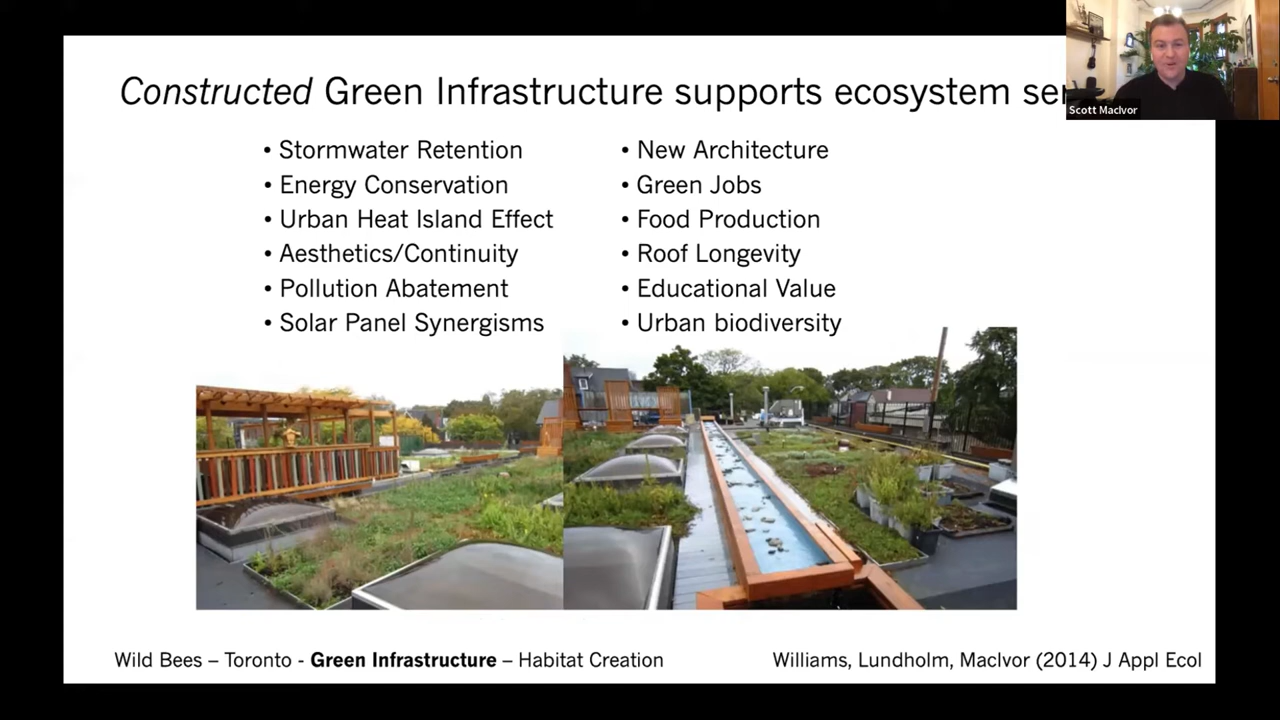 Constructed Green Infrastructure supports ecosystem
Scott MacIvor
• Stormwater Retention
• Energy Conservation
• Urban Heat Island Effect
• Aesthetics/Continuity
• Pollution Abatement
• Solar Panel Synergisms
• New Architecture
• Green Jobs
• Food Production
• Roof Longevity
• Educational Value
• Urban biodiversity
Wild Bees – Toronto - Green Infrastructure – Habitat Creation
Williams, Lundholm, MacIvor (2014) J Appl Ecol